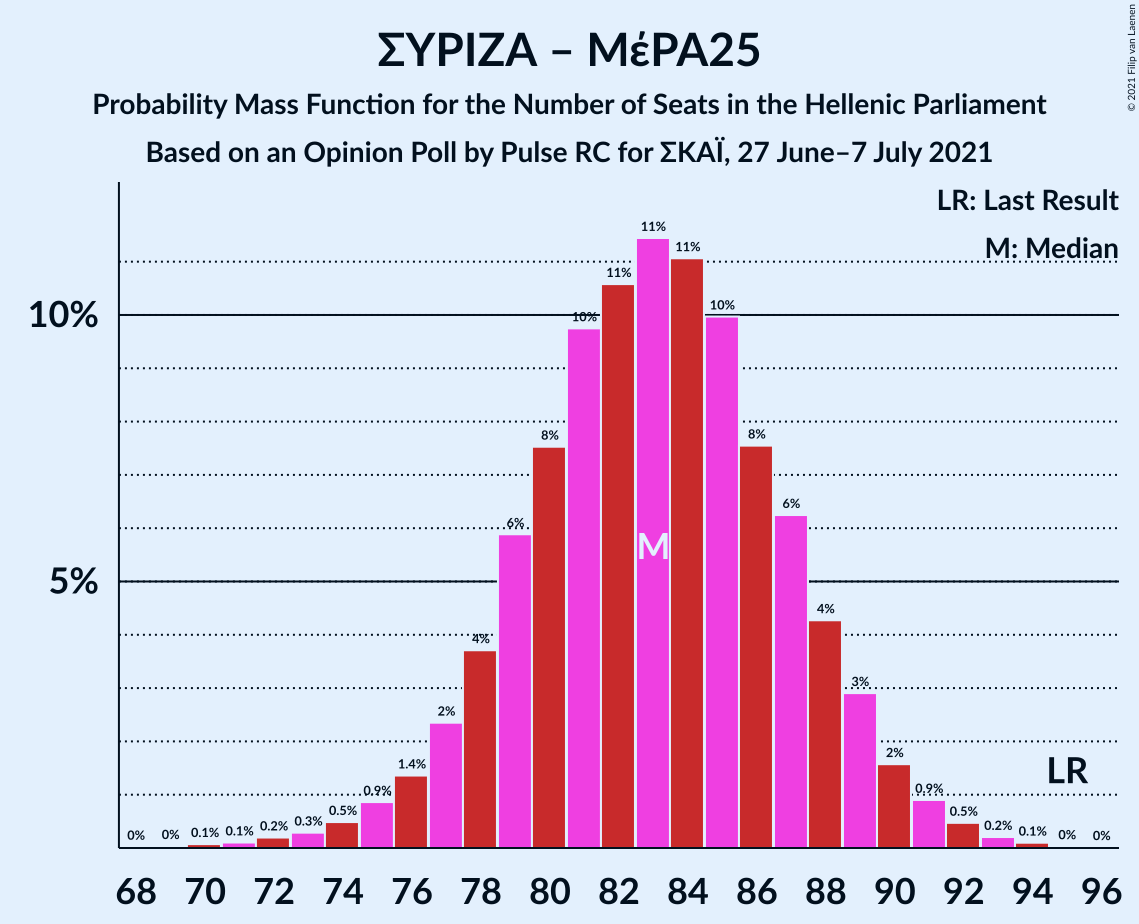 ΣΥΡΙΖΑ – ΜέΡΑ25
Probability Mass Function for the Number of Seats in the Hellenic Parliament
Based on an Opinion Poll by Pulse RC for ΣΚΑΪ, 27 June–7 July 2021
© 2021 Filip van Laenen
LR: Last Result
M: Median
10%
5%
0% 0% 0.1% 0.1% 0.2% 0.3% 0.5% 0.9% 1.4% 2% 4% 6% 8% 10% 11% 11% 11% 10% 8% 6% 4% 3% 2% 0.9% 0.5% 0.2% 0.1% 0% 0%
M
LR
68 70 72 74 76 78 80 82 84 86 88 90 92 94 96